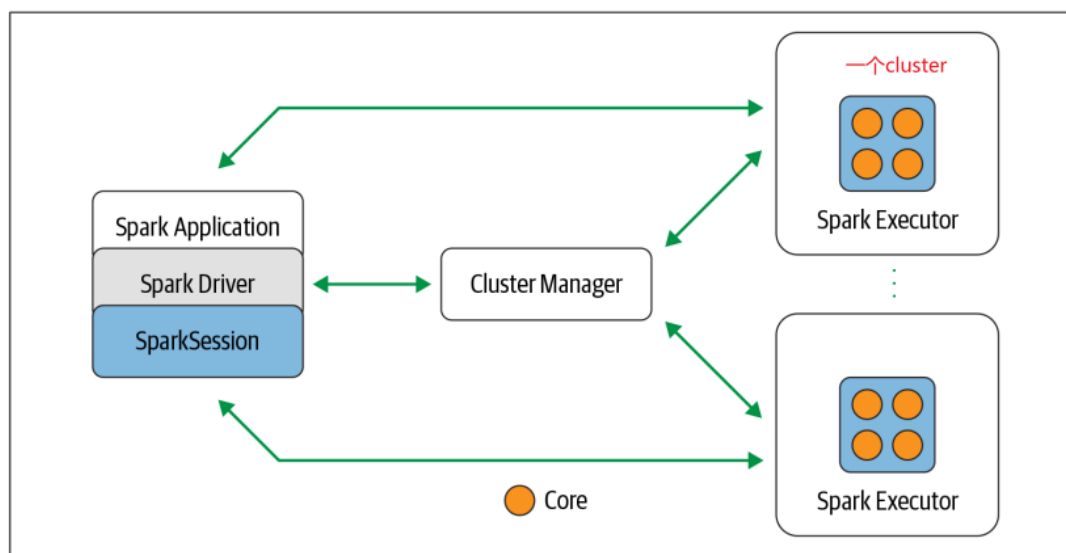 一个cluster
Spark Executor
Spark Application
Spark Driver
SparkSession
Cluster Manager
Spark Executor
Core